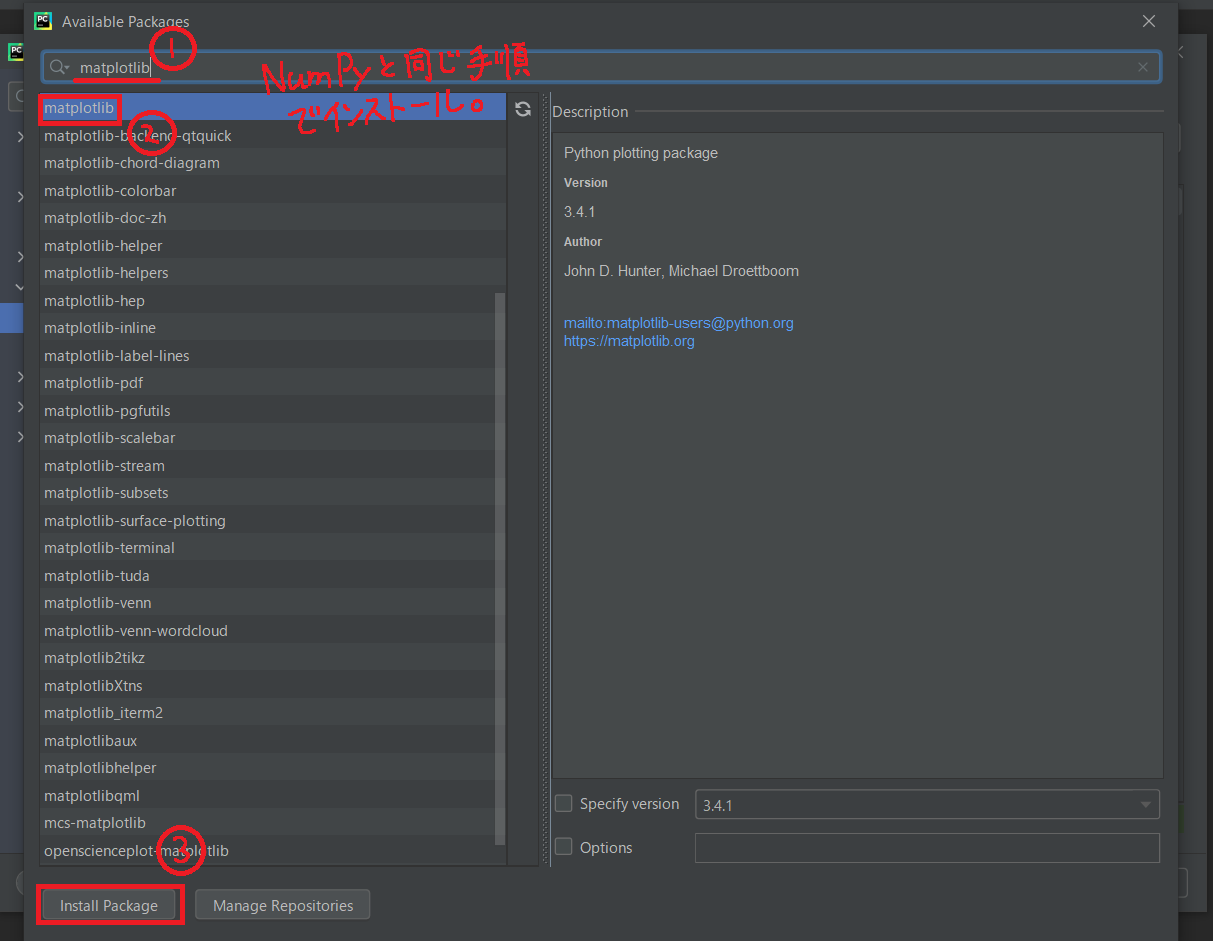 PC Available Packages
①
matplotlib
NumPyと同じ手順
でインストール。
matplotlib
②
matplotlib-backend-qtquick
matplotlib-chord-diagram
matplotlib-colorbar
matplotlib-doc-zh
matplotlib-helper
matplotlib-helpers
matplotlib-hep
matplotlib-inline
matplotlib-label-lines
matplotlib-pdf
matplotlib-pgfutils
matplotlib-scalebar
matplotlib-stream
matplotlib-subsets
matplotlib-surface-plotting
matplotlib-terminal
matplotlib-tuda
matplotlib-venn
matplotlib-venn-wordcloud
matplotlib2tikz
matplotlibXtns
matplotlib_iterm2
matplotlibaux
matplotlibhelper
matplotlibqml
mcs-matplotlib
openscienceplot-matplotlib
③
Install Package
Manage Repositories
Description
Python plotting package
Version
3.4.1
Author
John D. Hunter, Michael Droettboom
mailto:matplotlib-users@python.org
https://matplotlib.org
Specify version 3.4.1
Options
PC